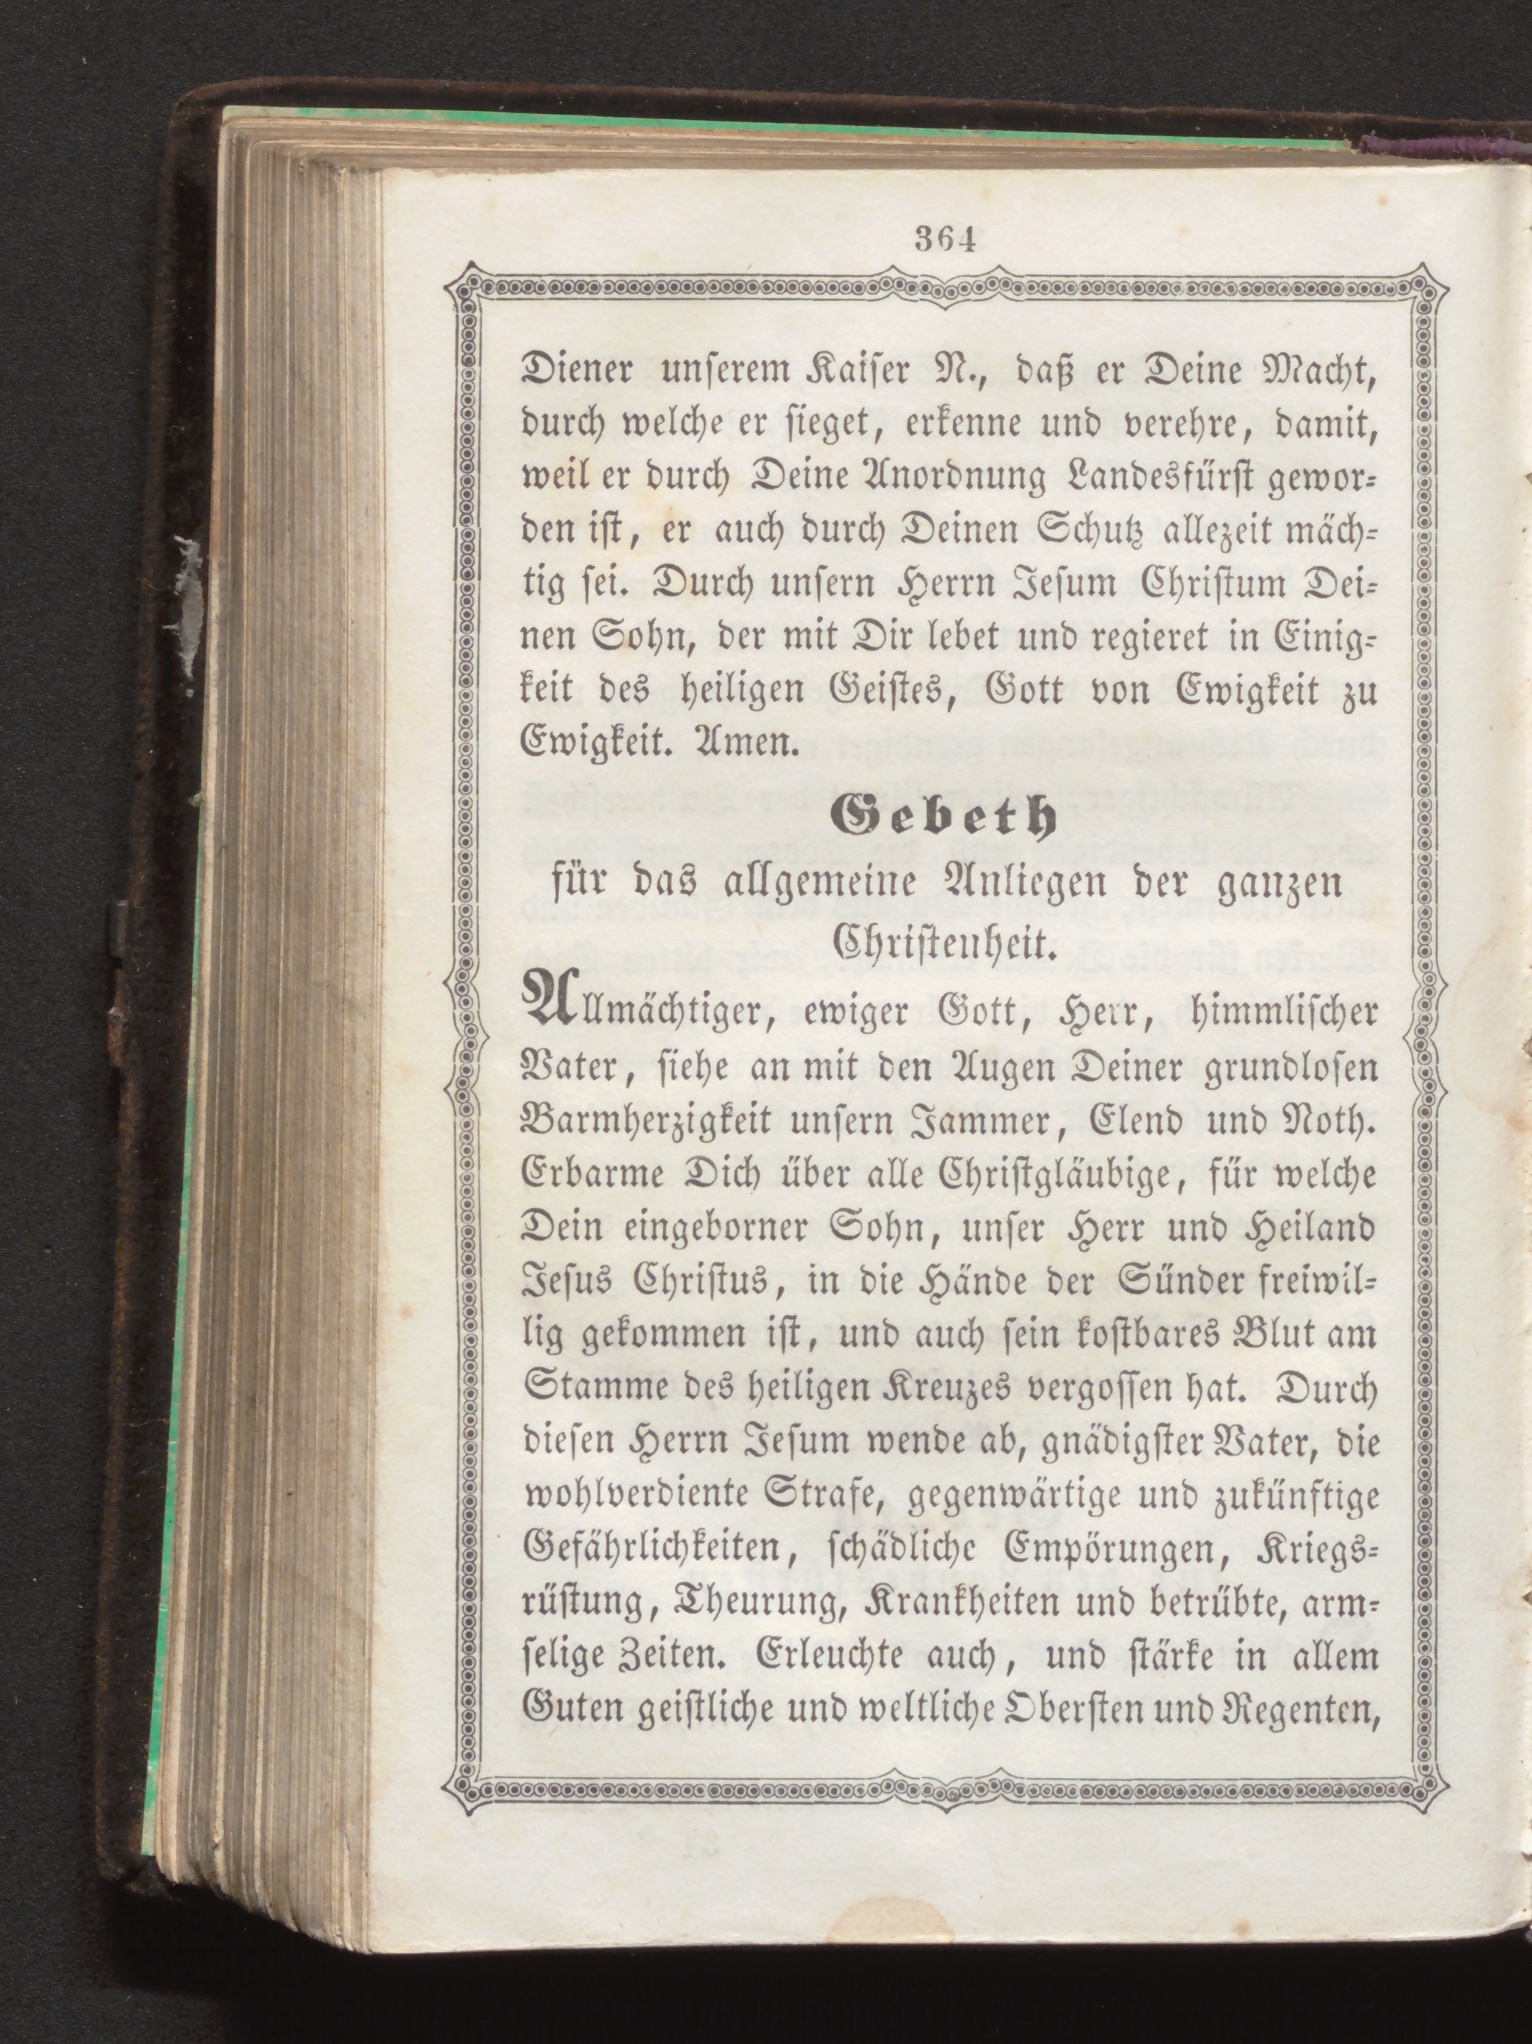 364
Diener unserem Kaiser N., daß er Deine Macht,
durch welche er sieget, erkenne und verehre, damit,
weil er durch Deine Anordnung Landesfürst gewor-
den ist, er auch durch Deinen Schutz allezeit mäch-
tig sei. Durch unsern Herrn Jesum Christum Dei-
nen Sohn, der mit Dir lebet und regieret in Einig-
keit des heiligen Geistes, Gott von Ewigkeit zu
Ewigkeit. Amen.
Gebeth
für das allgemeine Anliegen der ganzen
Christenheit.
Allmächtiger, ewiger Gott, Herr, himmlischer
Vater, siehe an mit den Augen Deiner grundlosen
Barmherzigkeit unsern Jammer, Elend und Noth.
Erbarme Dich über alle Christgläubige, für welche
Dein eingeborner Sohn, unser Herr und Heiland
Jesus Christus, in die Hände der Sünder freiwil-
lig gekommen ist, und auch sein kostbares Blut am
Stamme des heiligen Kreuzes vergossen hat. Durch
diesen Herrn Jesum wende ab, gnädigster Vater, die
wohlverdiente Strafe, gegenwärtige und zukünftige
Gefährlichkeiten, schädliche Empörungen, Kriegs-
rüstung, Theurung, Krankheiten und betrübte, arm-
selige Zeiten. Erleuchte auch, und stärke in allem
Guten geistliche und weltliche Obersten und Regenten,